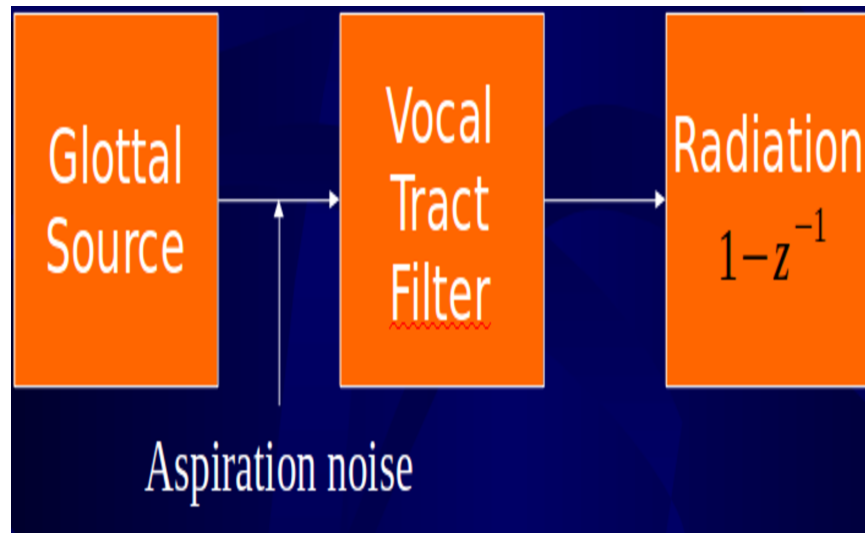 Glottal
Source
Vocal
Tract
Filter
Radiation
1−z⁻¹
Aspiration noise